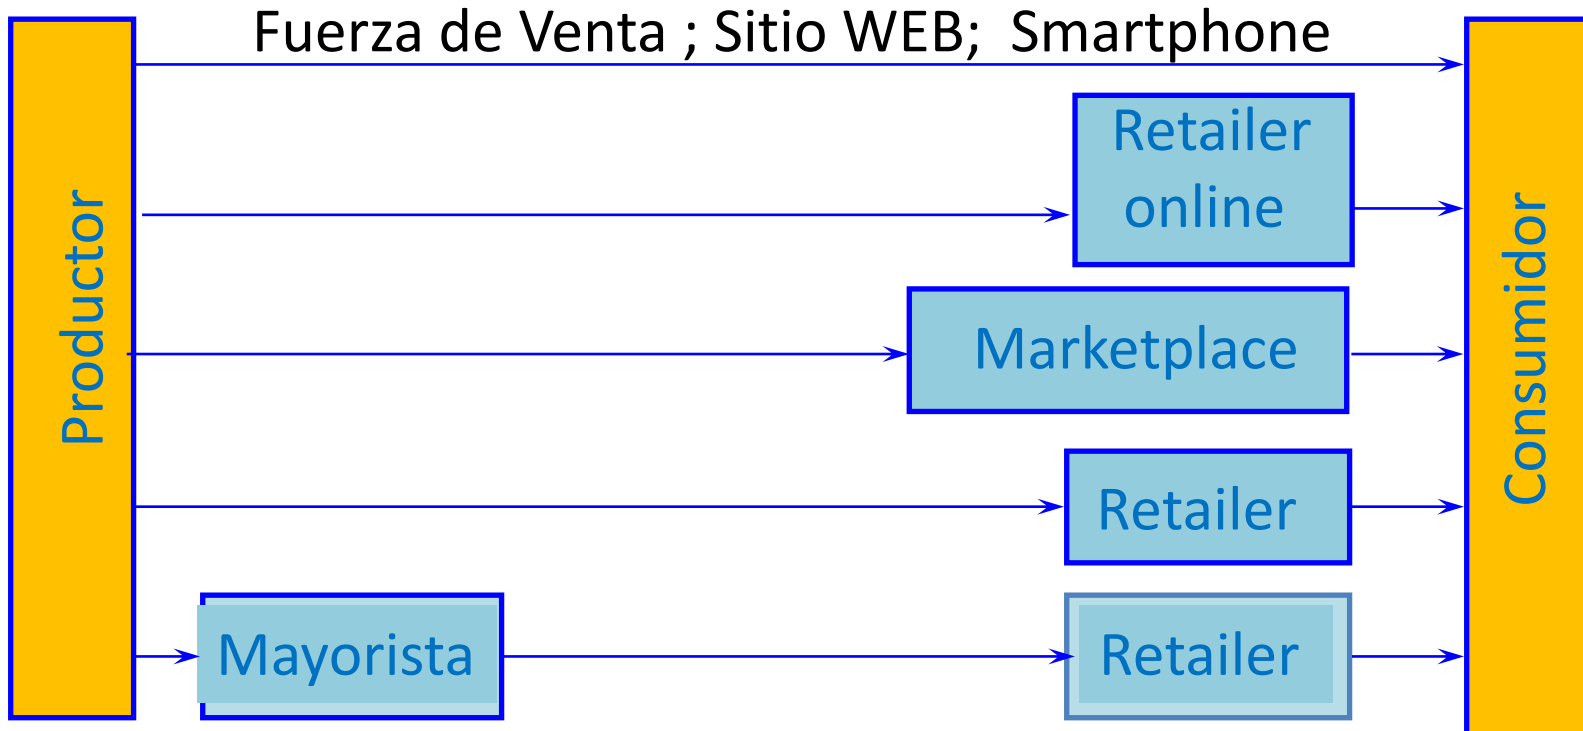 Fuerza de Venta ; Sitio WEB; Smartphone
Productor
Retailer
online
Marketplace
Retailer
Mayorista
Retailer
Consumidor